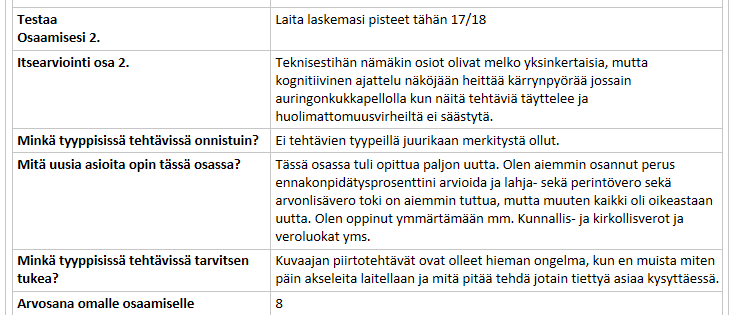 Testaa
Osaamisesi 2.
Laita laskemasi pisteet tähän 17/18
Itsearviointi osa 2.
Teknisestihän nämäkin osiot olivat melko yksinkertaisia, mutta
kognitiivinen ajattelu näköjään heittää kärrynpyörää jossain
auringonkukkapellolla kun näitä tehtäviä täyttelee ja
huolimattomuusvirheiltä ei säästytä.
Minkä tyyppisissä tehtävissä onnistuin?
Ei tehtävien tyypeillä juurikaan merkitystä ollut.
Mitä uusia asioita opin tässä osassa?
Tässä osassa tuli opittua paljon uutta. Olen aiemmin osannut perus
ennakonpidätysprosenttini arvioida ja lahja- sekä perintövero sekä
arvonlisävero toki on aiemmin tuttua, mutta muuten kaikki oli oikeastaan
uutta. Olen oppinut ymmärtämään mm. Kunnallis- ja kirkollisverot ja
veroluokat yms.
Minkä tyyppisissä tehtävissä tarvitsen
tukea?
Kuvaajan piirtotehtävät ovat olleet hieman ongelma, kun en muista miten
päin akseleita laitellaan ja mitä pitää tehdä jotain tiettyä asiaa kysyttäessä.
Arvosana omalle osaamiselle
8